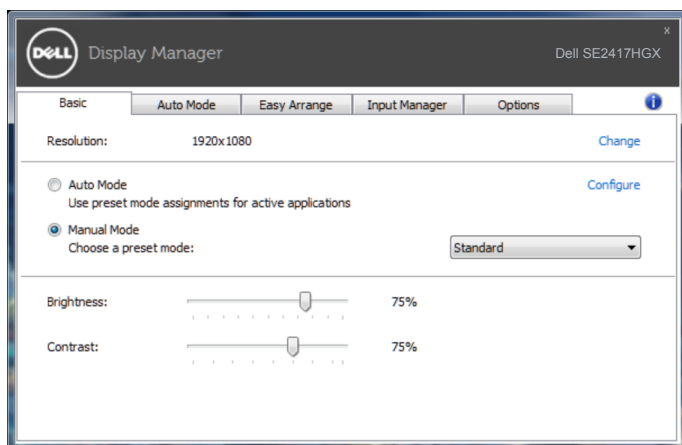 x
DELL Display Manager Dell SE2417HGX
Basic Auto Mode Easy Arrange Input Manager Options i
Resolution: 1920x1080 Change
Auto Mode Configure
Use preset mode assignments for active applications
Manual Mode
Choose a preset mode: Standard
Brightness: 75%
Contrast: 75%